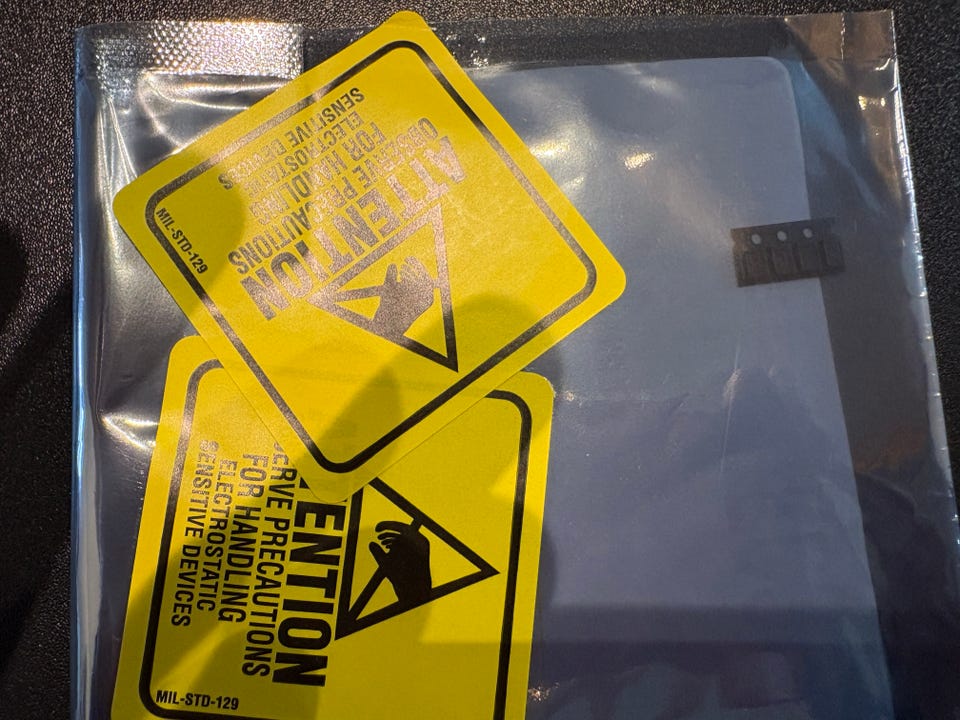 ATTENTION
OBSERVE PRECAUTIONS
FOR HANDLING
ELECTROSTATIC
SENSITIVE DEVICES
MIL-STD-129
ENTION
ERVE PRECAUTIONS
FOR HANDLING
ELECTROSTATIC
SENSITIVE DEVICES
MIL-STD-129